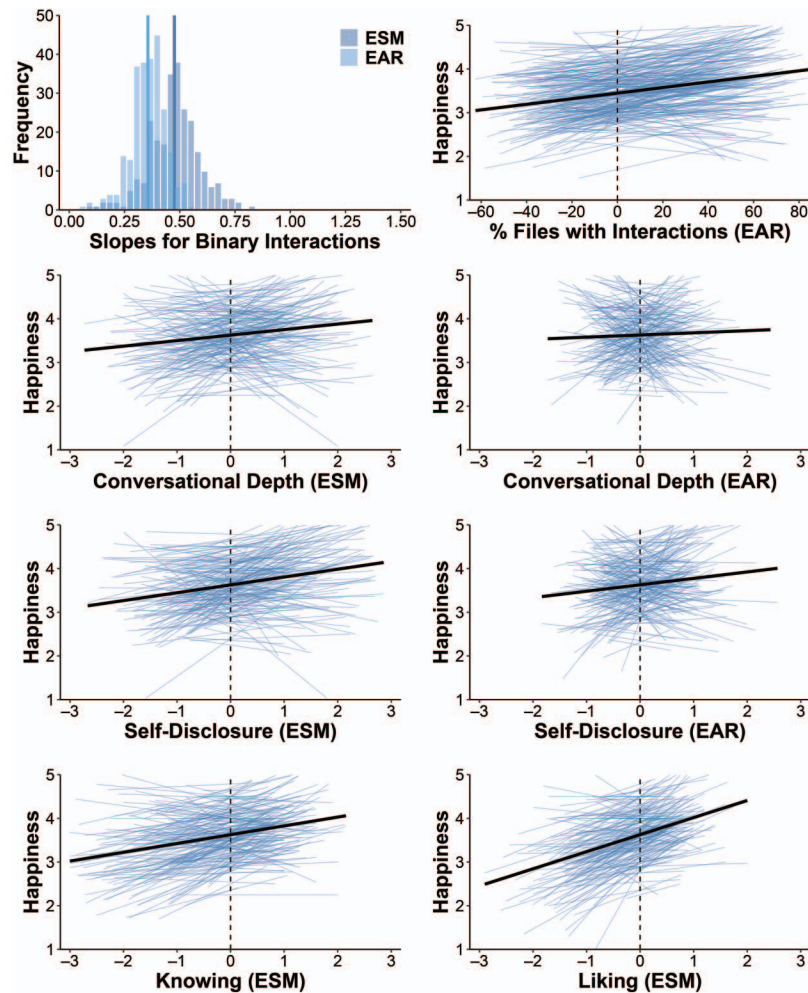 50
40
30
20
10
0
Frequency
ESM
EAR
0.00 0.25 0.50 0.75 1.00 1.25 1.50
Slopes for Binary Interactions
5
4
3
2
1
Happiness
–60 –40 –20 0 20 40 60 80
% Files with Interactions (EAR)
5
4
3
2
1
Happiness
–3 –2 –1 0 1 2 3
Conversational Depth (ESM)
5
4
3
2
1
Happiness
–3 –2 –1 0 1 2 3
Conversational Depth (EAR)
5
4
3
2
1
Happiness
–3 –2 –1 0 1 2 3
Self-Disclosure (ESM)
5
4
3
2
1
Happiness
–3 –2 –1 0 1 2 3
Self-Disclosure (EAR)
5
4
3
2
1
Happiness
–3 –2 –1 0 1 2 3
Knowing (ESM)
5
4
3
2
1
Happiness
–3 –2 –1 0 1 2 3
Liking (ESM)